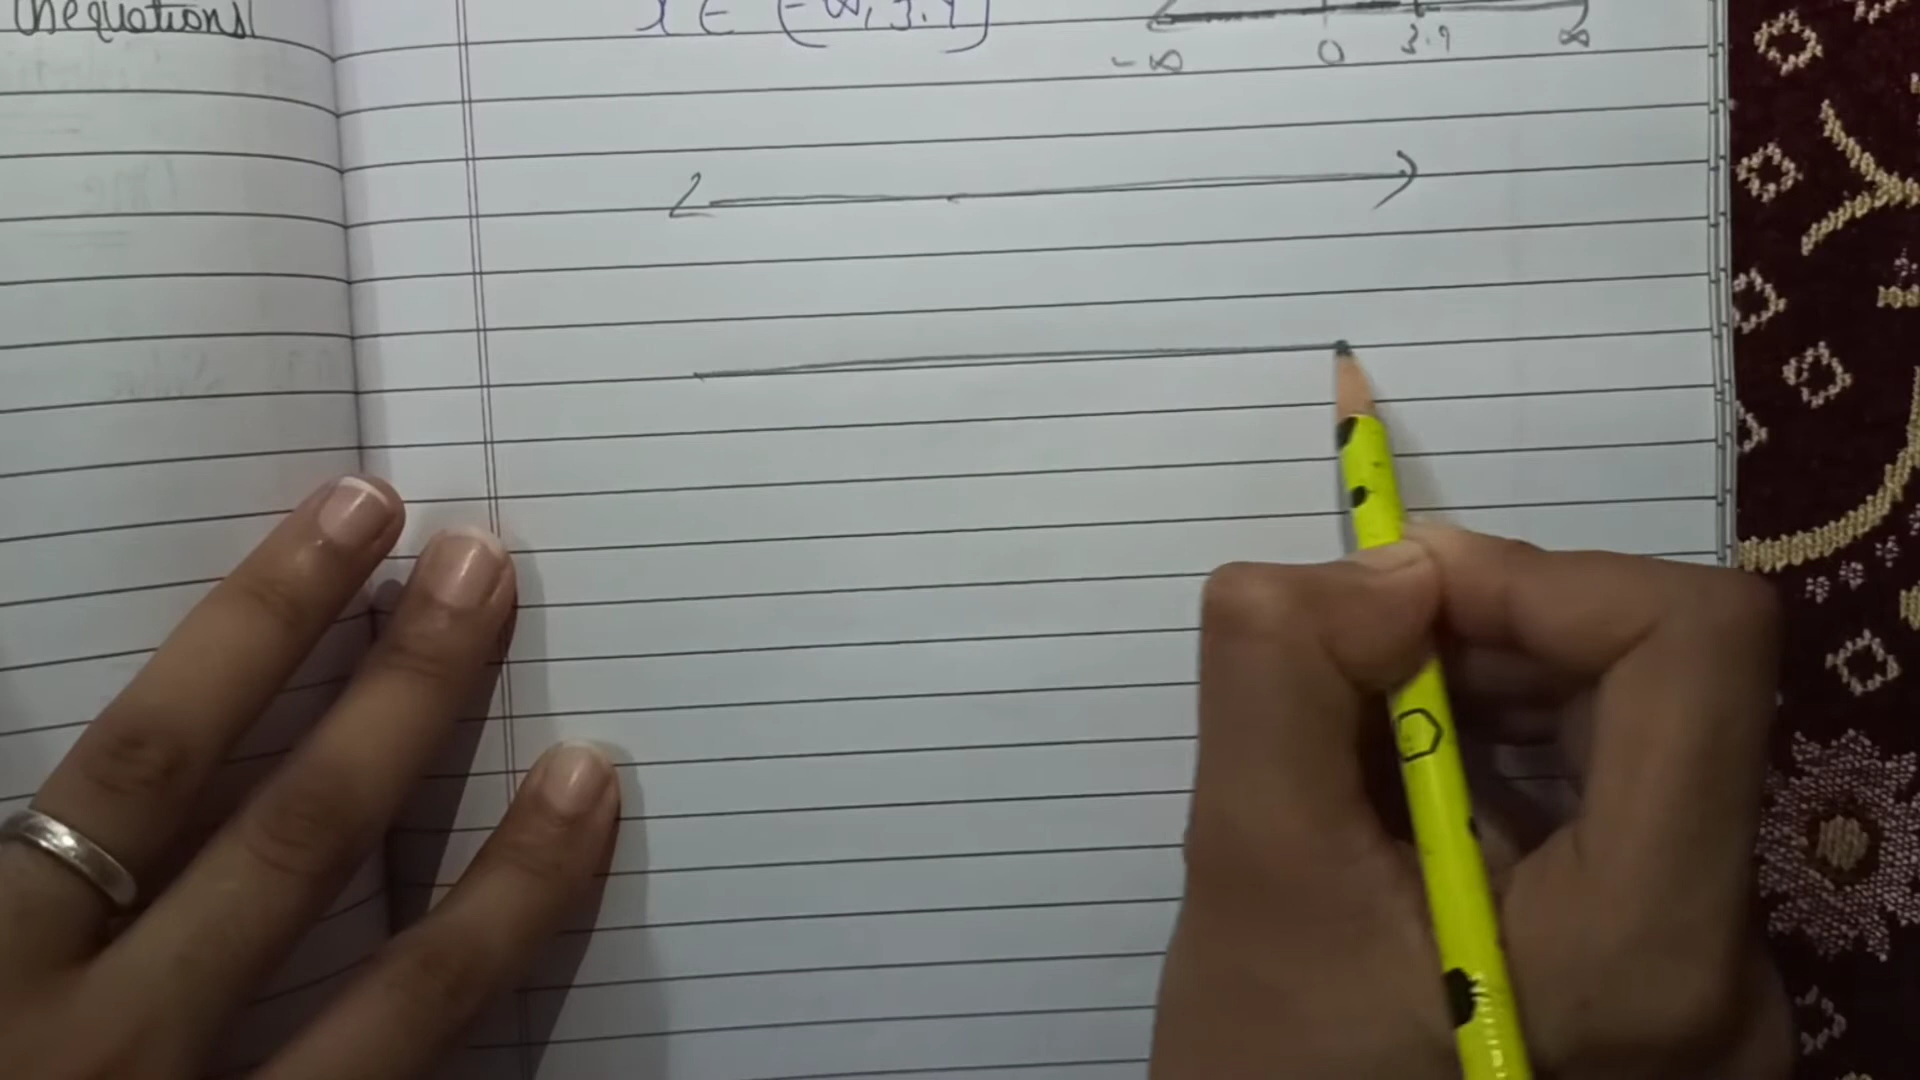 Inequations
x ∈ (-∞, 3.9]
-∞ 0 3.9 ∞